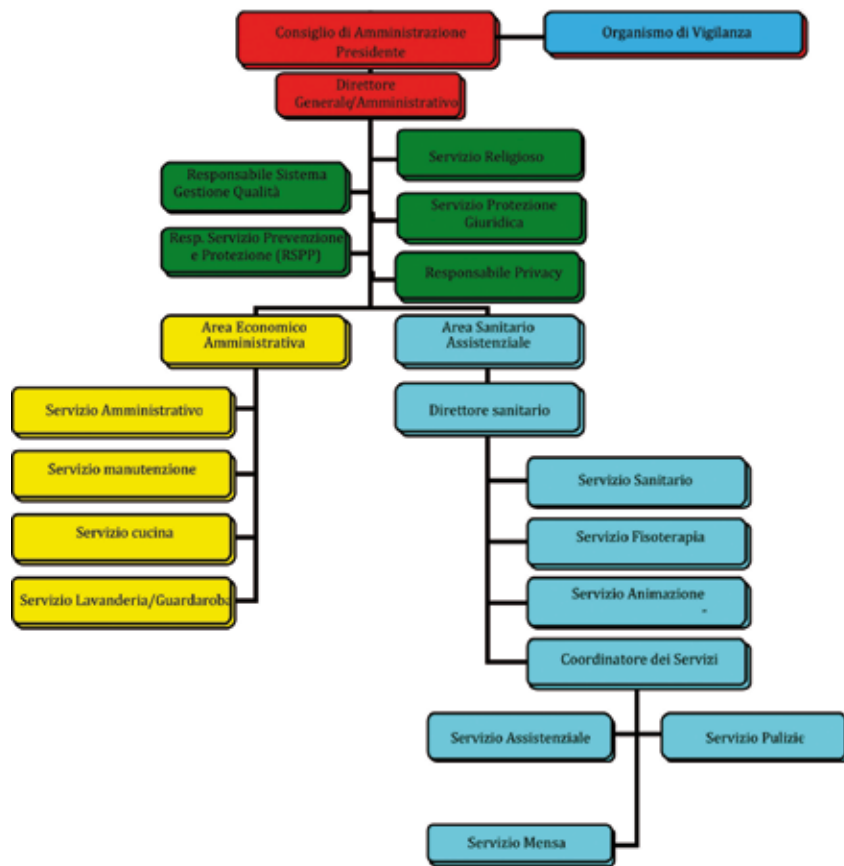 Consiglio di Amministrazione
Presidente
Organismo di Vigilanza
Direttore
Generale/Amministrativo
Servizio Religioso
Responsabile Sistema
Gestione Qualità
Servizio Protezione
Giuridica
Resp. Servizio Prevenzione
e Protezione (RSPP)
Responsabile Privacy
Area Economico
Amministrativa
Area Sanitario
Assistenziale
Servizio Amministrativo
Direttore sanitario
Servizio manutenzione
Servizio Sanitario
Servizio cucina
Servizio Fisoterapia
Servizio Lavanderia/Guardaroba
Servizio Animazione
-
Coordinatore dei Servizi
Servizio Assistenziale
Servizio Pulizie
Servizio Mensa